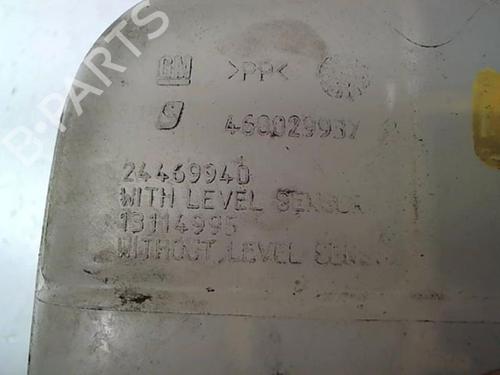 B-PARTS
GM >PP<
460029937
24469940
WITH LEVEL SENSOR
13114995
WITHOUT LEVEL